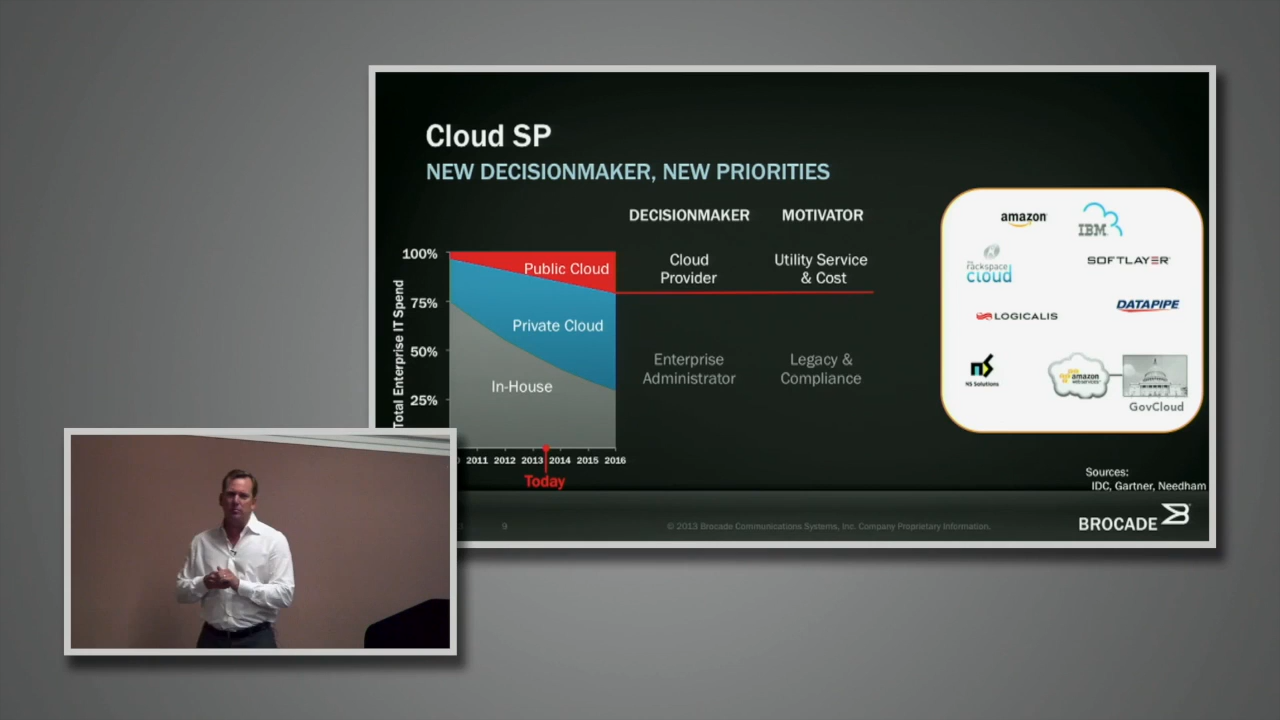 Cloud SP
NEW DECISIONMAKER, NEW PRIORITIES
DECISIONMAKER MOTIVATOR
Cloud
Provider
Utility Service
& Cost
Enterprise
Administrator
Legacy &
Compliance
Total Enterprise IT Spend
100%
75%
50%
25%
Public Cloud
Private Cloud
In-House
2011 2012 2013 2014 2015 2016
Today
amazon
IBM
rackspace
cloud
SOFTLAYER
LOGICALIS
DATAPIPE
NS Solutions
amazon
webservices
GovCloud
Sources:
IDC, Gartner, Needham
9
© 2013 Brocade Communications Systems, Inc. Company Proprietary Information.
BROCADE